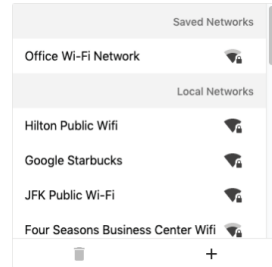 Saved Networks
Office Wi-Fi Network
Local Networks
Hilton Public Wifi
Google Starbucks
JFK Public Wi-Fi
Four Seasons Business Center Wifi
+